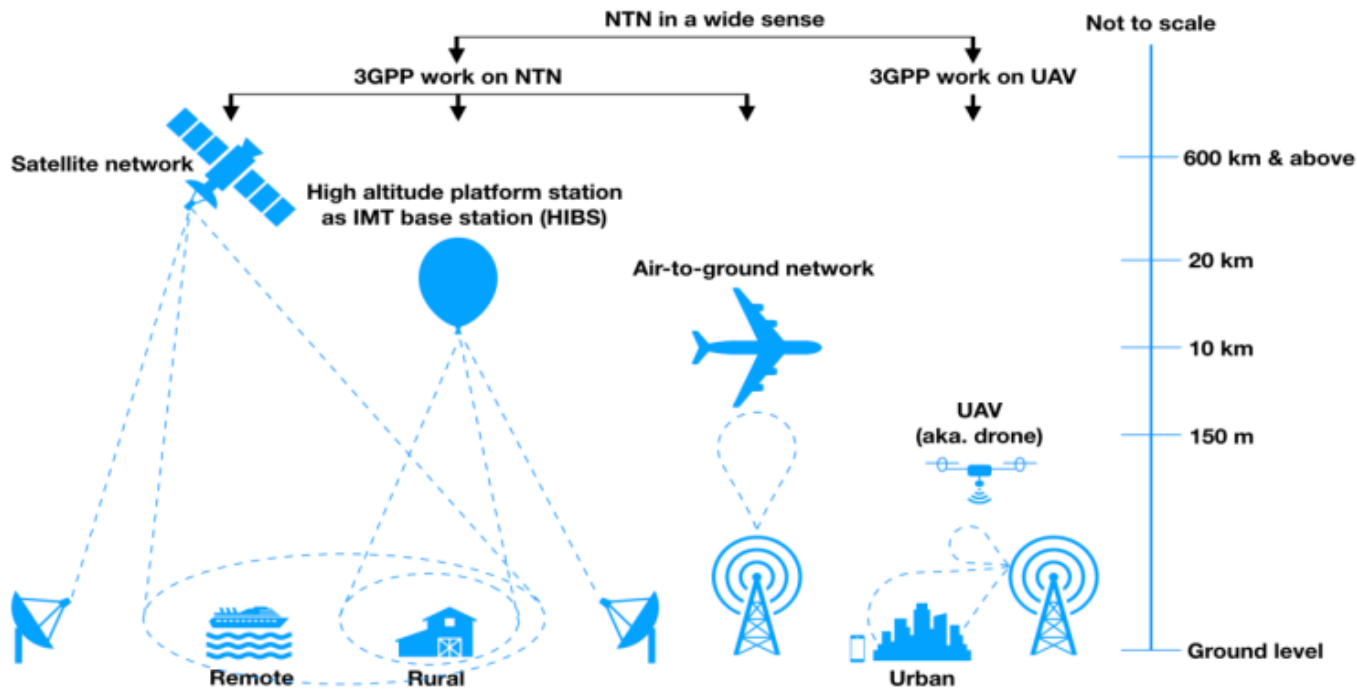 NTN in a wide sense
Not to scale
3GPP work on NTN
3GPP work on UAV
Satellite network
600 km & above
High altitude platform station
as IMT base station (HIBS)
20 km
Air-to-ground network
10 km
UAV
(aka. drone)
150 m
Ground level
Remote
Rural
Urban